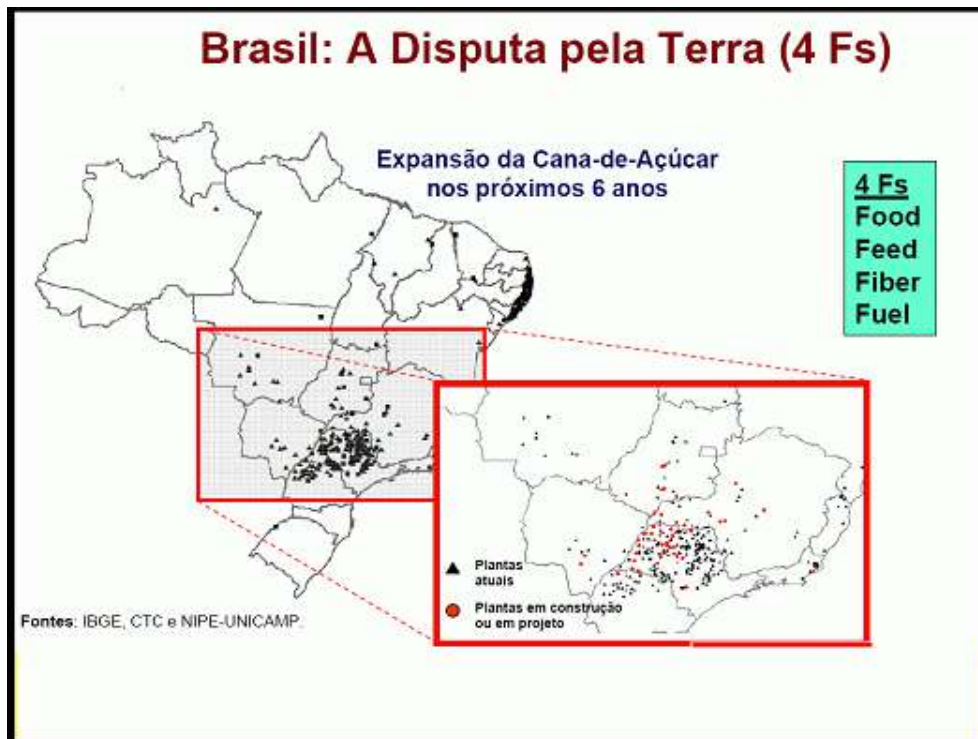 Brasil: A Disputa pela Terra (4 Fs)
Expansão da Cana-de-Açúcar
nos próximos 6 anos
4 Fs
Food
Feed
Fiber
Fuel
Plantas
atuais
Plantas em construção
ou em projeto
Fontes: IBGE, CTC e NIPE-UNICAMP.